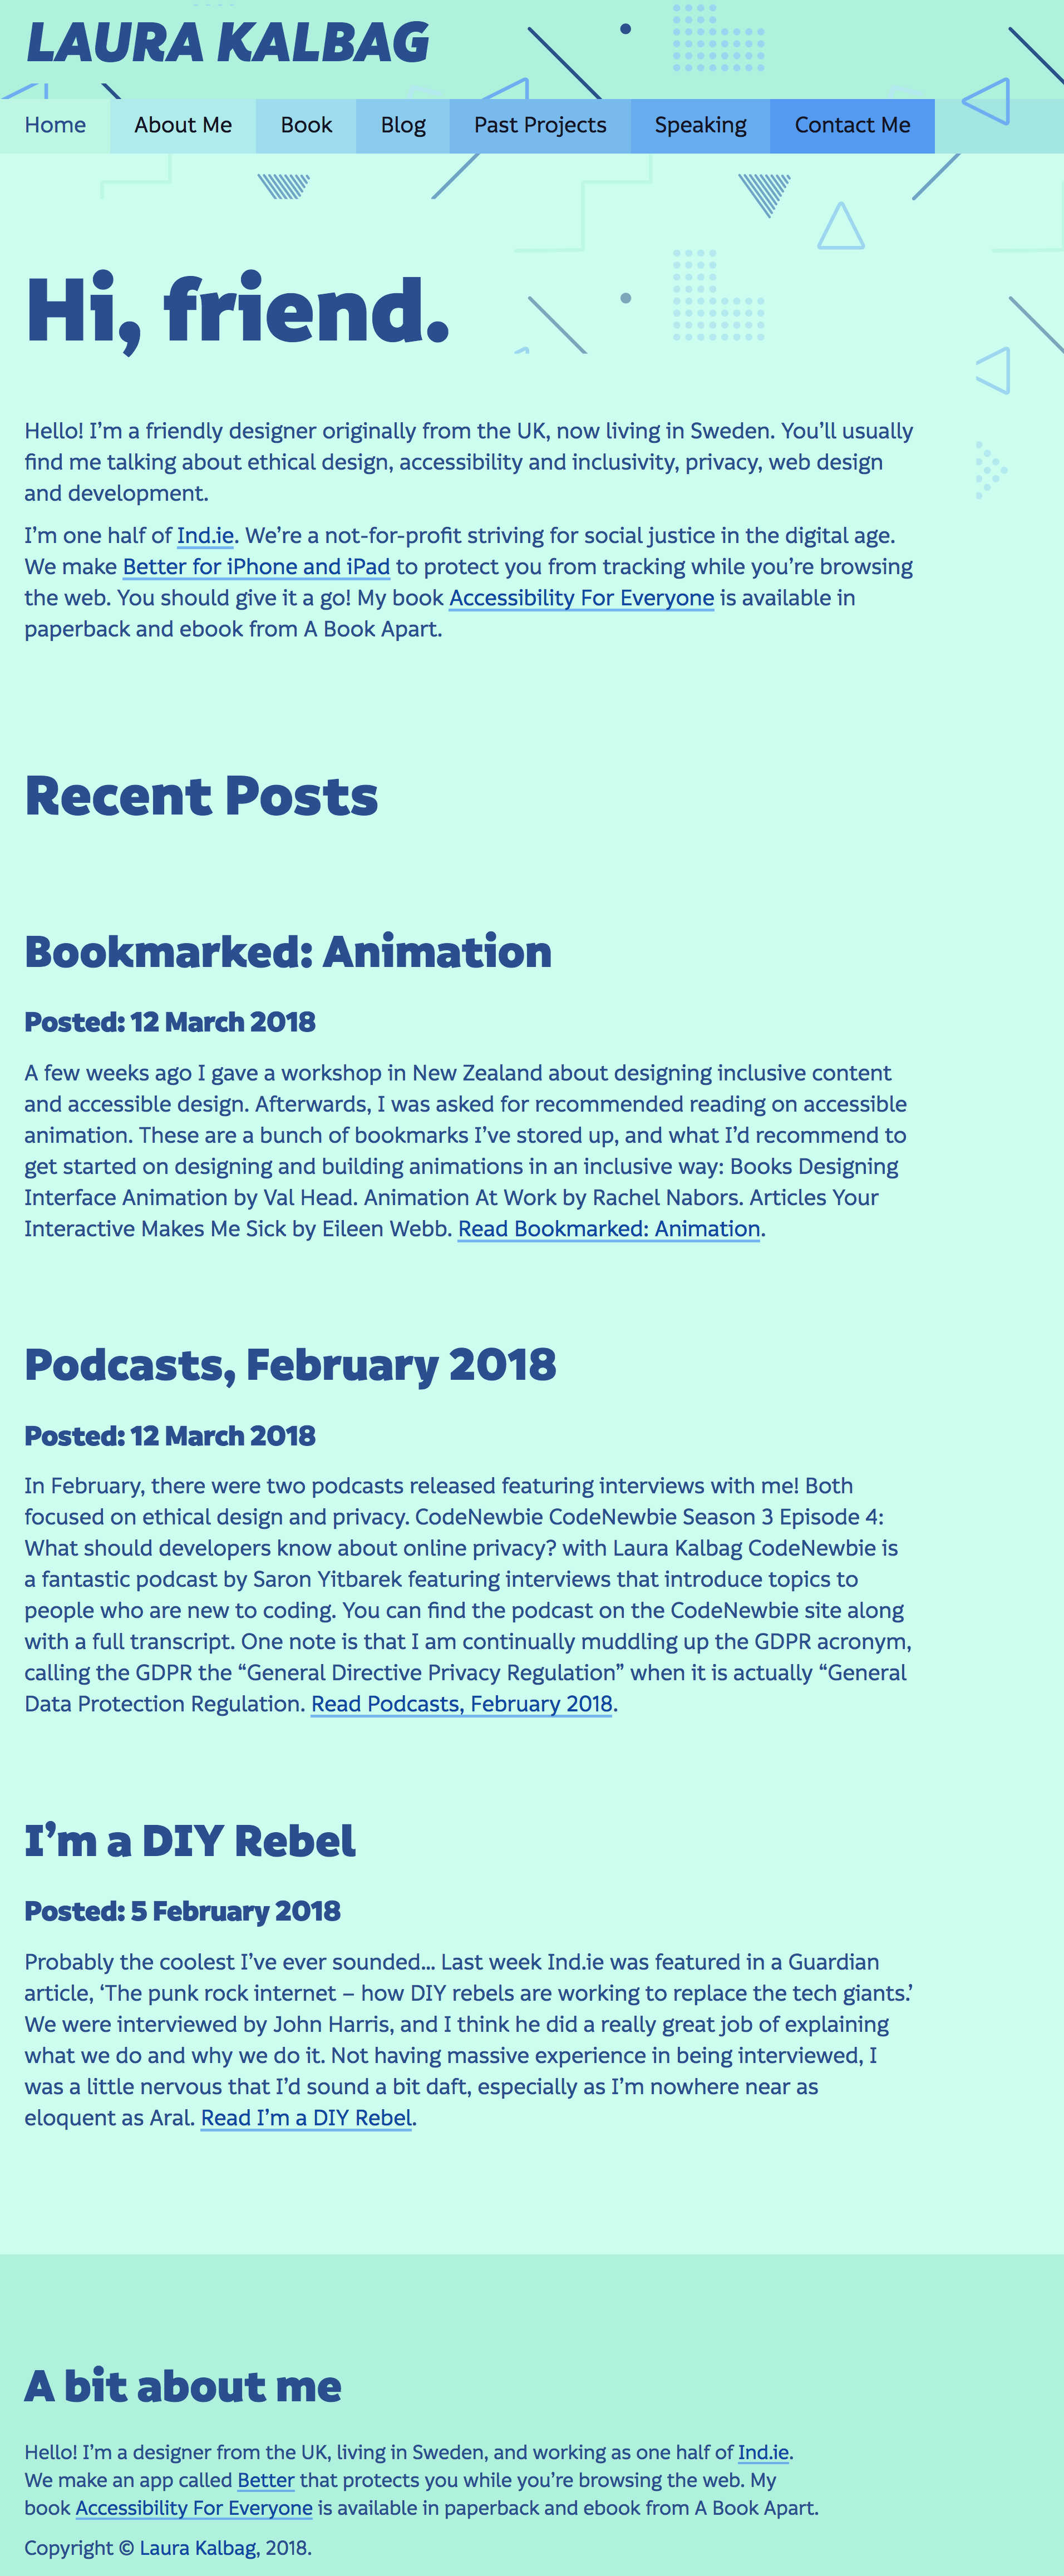 LAURA KALBAG
Home About Me Book Blog Past Projects Speaking Contact Me
Hi, friend.
Hello! I’m a friendly designer originally from the UK, now living in Sweden. You’ll usually
find me talking about ethical design, accessibility and inclusivity, privacy, web design
and development.
I’m one half of Ind.ie. We’re a not-for-profit striving for social justice in the digital age.
We make Better for iPhone and iPad to protect you from tracking while you’re browsing
the web. You should give it a go! My book Accessibility For Everyone is available in
paperback and ebook from A Book Apart.
Recent Posts
Bookmarked: Animation
Posted: 12 March 2018
A few weeks ago I gave a workshop in New Zealand about designing inclusive content
and accessible design. Afterwards, I was asked for recommended reading on accessible
animation. These are a bunch of bookmarks I’ve stored up, and what I’d recommend to
get started on designing and building animations in an inclusive way: Books Designing
Interface Animation by Val Head. Animation At Work by Rachel Nabors. Articles Your
Interactive Makes Me Sick by Eileen Webb. Read Bookmarked: Animation.
Podcasts, February 2018
Posted: 12 March 2018
In February, there were two podcasts released featuring interviews with me! Both
focused on ethical design and privacy. CodeNewbie CodeNewbie Season 3 Episode 4:
What should developers know about online privacy? with Laura Kalbag CodeNewbie is
a fantastic podcast by Saron Yitbarek featuring interviews that introduce topics to
people who are new to coding. You can find the podcast on the CodeNewbie site along
with a full transcript. One note is that I am continually muddling up the GDPR acronym,
calling the GDPR the “General Directive Privacy Regulation” when it is actually “General
Data Protection Regulation. Read Podcasts, February 2018.
I’m a DIY Rebel
Posted: 5 February 2018
Probably the coolest I’ve ever sounded… Last week Ind.ie was featured in a Guardian
article, ‘The punk rock internet – how DIY rebels are working to replace the tech giants.’
We were interviewed by John Harris, and I think he did a really great job of explaining
what we do and why we do it. Not having massive experience in being interviewed, I
was a little nervous that I’d sound a bit daft, especially as I’m nowhere near as
eloquent as Aral. Read I’m a DIY Rebel.
A bit about me
Hello! I’m a designer from the UK, living in Sweden, and working as one half of Ind.ie.
We make an app called Better that protects you while you’re browsing the web. My
book Accessibility For Everyone is available in paperback and ebook from A Book Apart.
Copyright © Laura Kalbag, 2018.